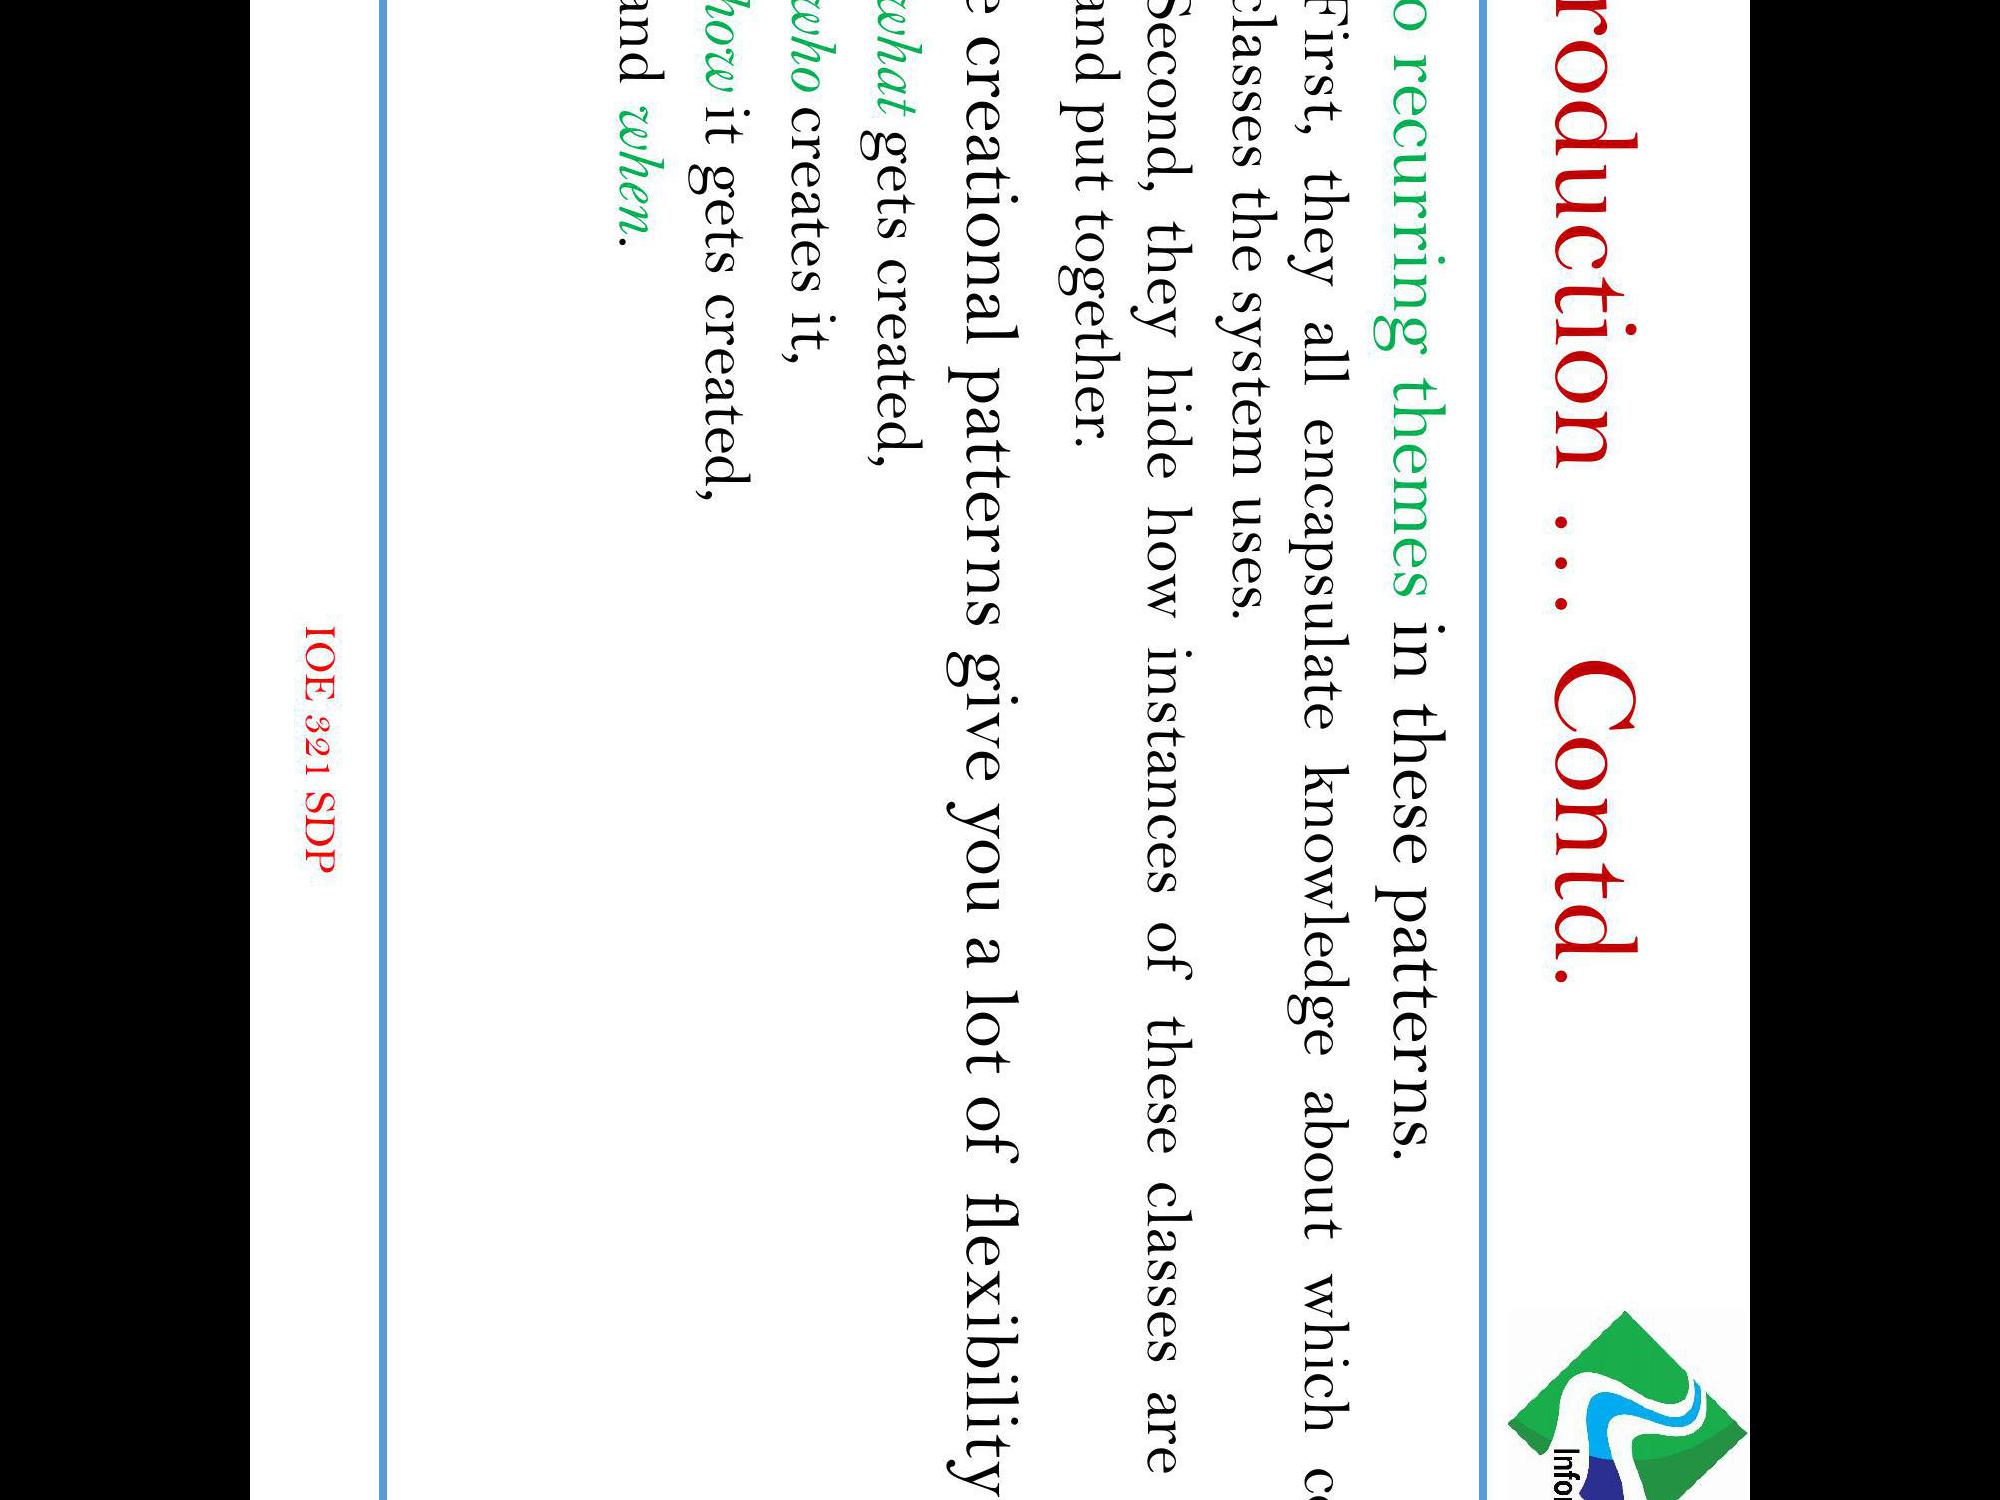 roduction … Contd.
o recurring themes in these patterns.
First, they all encapsulate knowledge about which c
classes the system uses.
Second, they hide how instances of these classes are
and put together.
e creational patterns give you a lot of flexibility
what gets created,
who creates it,
how it gets created,
and when.
IOE 321 SDP
Infor